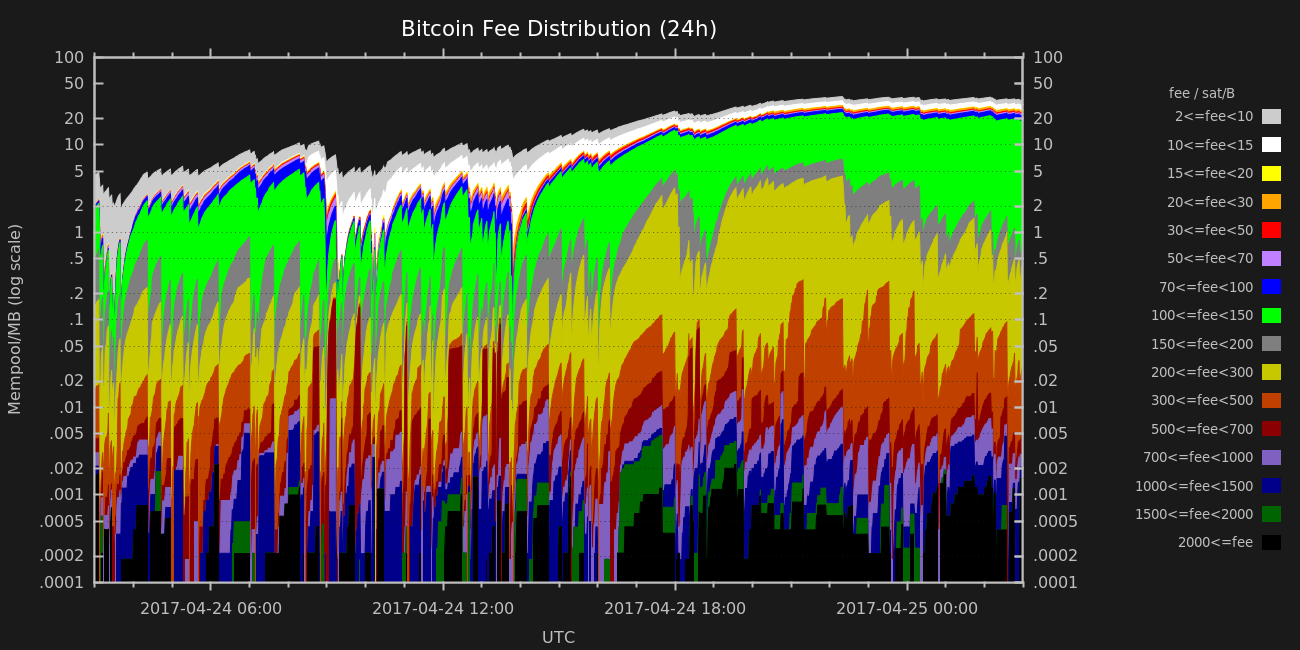 Bitcoin Fee Distribution (24h)
Mempool/MB (log scale)
100
50
20
10
5
2
1
.5
.2
.1
.05
.02
.01
.005
.002
.001
.0005
.0002
.0001
100
50
20
10
5
2
1
.5
.2
.1
.05
.02
.01
.005
.002
.001
.0005
.0002
.0001
2017-04-24 06:00
2017-04-24 12:00
2017-04-24 18:00
2017-04-25 00:00
UTC
fee / sat/B
2<=fee<10
10<=fee<15
15<=fee<20
20<=fee<30
30<=fee<50
50<=fee<70
70<=fee<100
100<=fee<150
150<=fee<200
200<=fee<300
300<=fee<500
500<=fee<700
700<=fee<1000
1000<=fee<1500
1500<=fee<2000
2000<=fee